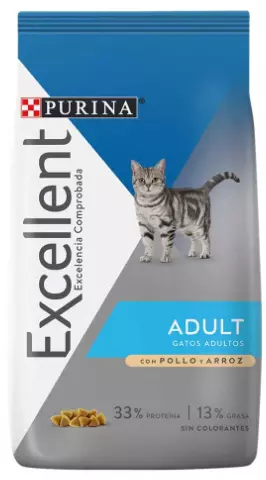 PURINA
Excellent
Excelencia Comprobada
ADULT
GATOS ADULTOS
CON POLLO Y ARROZ
33% PROTEÍNA
13% GRASA
SIN COLORANTES